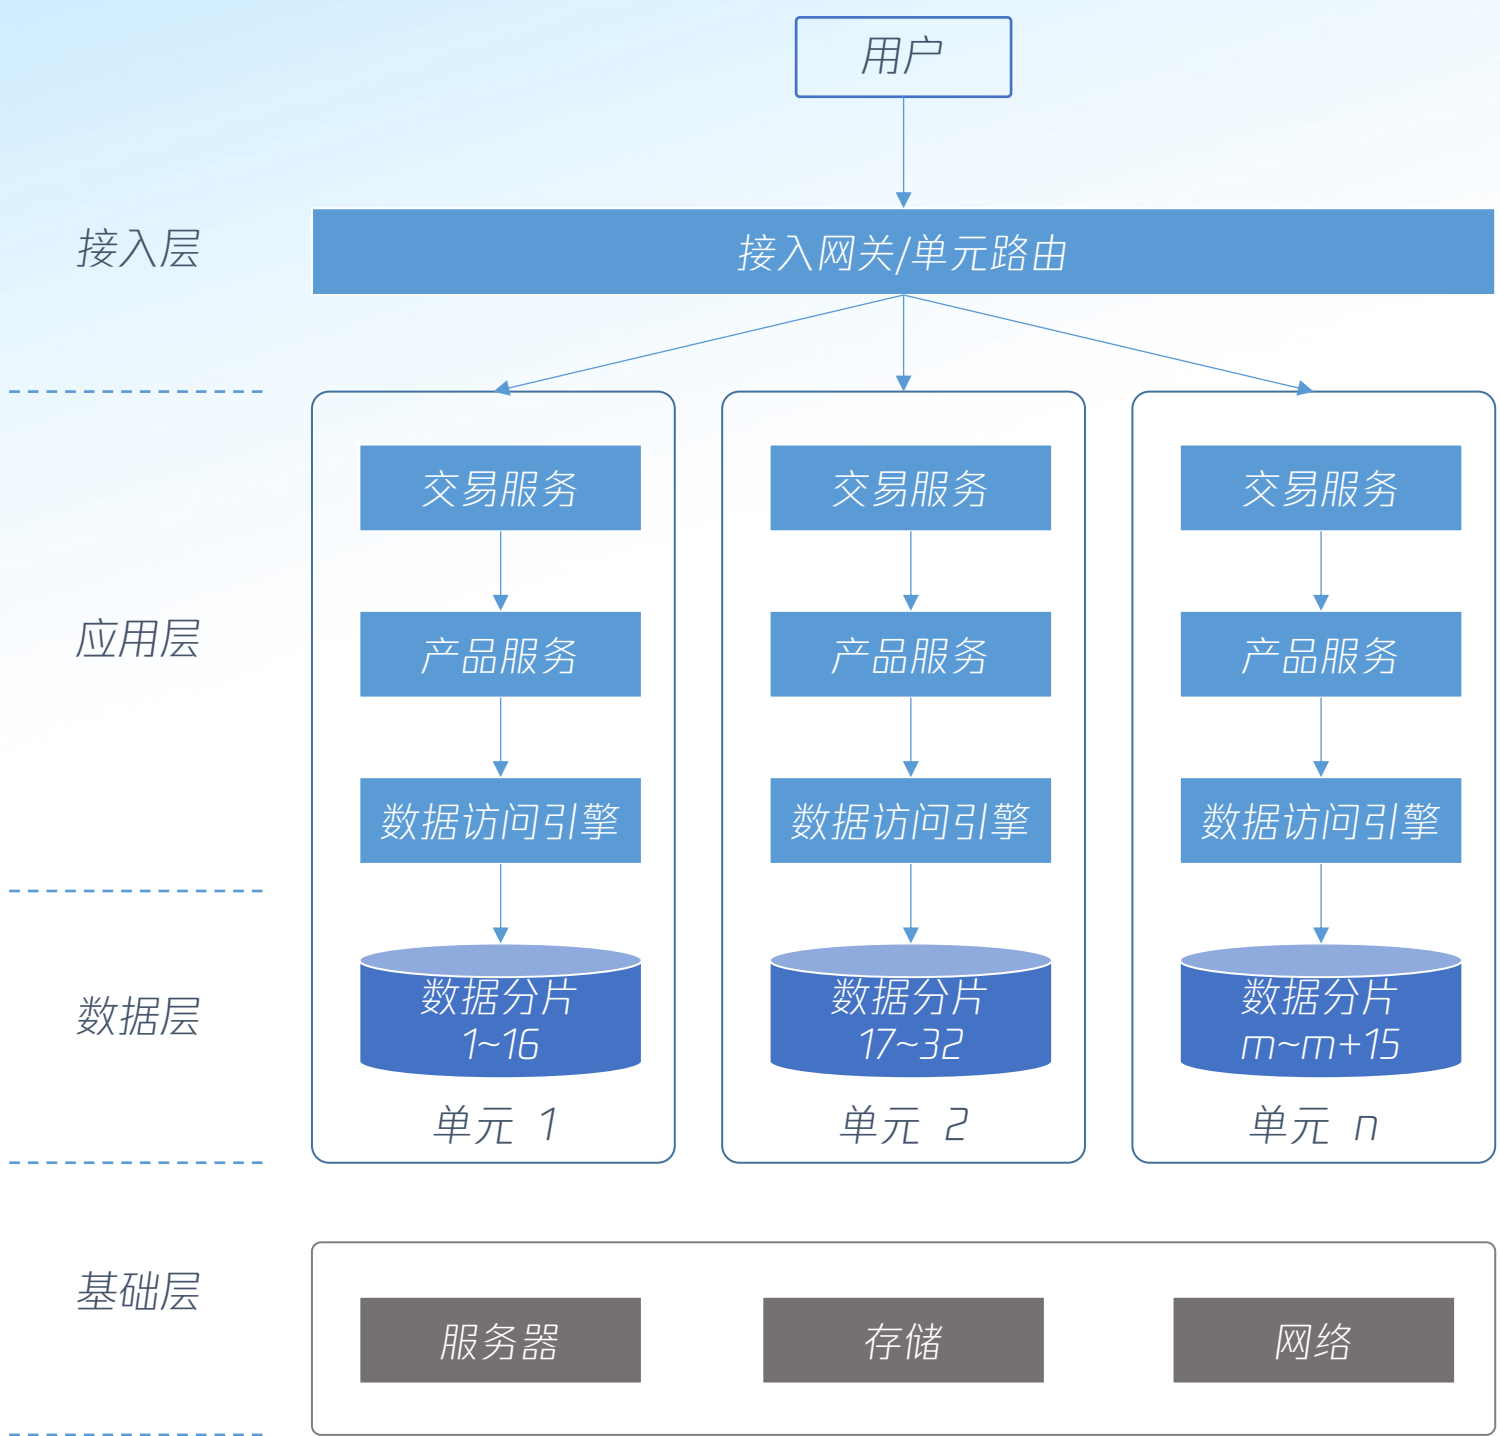 用户
接入层
接入网关/单元路由
应用层
交易服务
产品服务
数据访问引擎
交易服务
产品服务
数据访问引擎
交易服务
产品服务
数据访问引擎
数据层
数据分片
1~16
单元 1
数据分片
17~32
单元 2
数据分片
m~m+15
单元 n
基础层
服务器
存储
网络